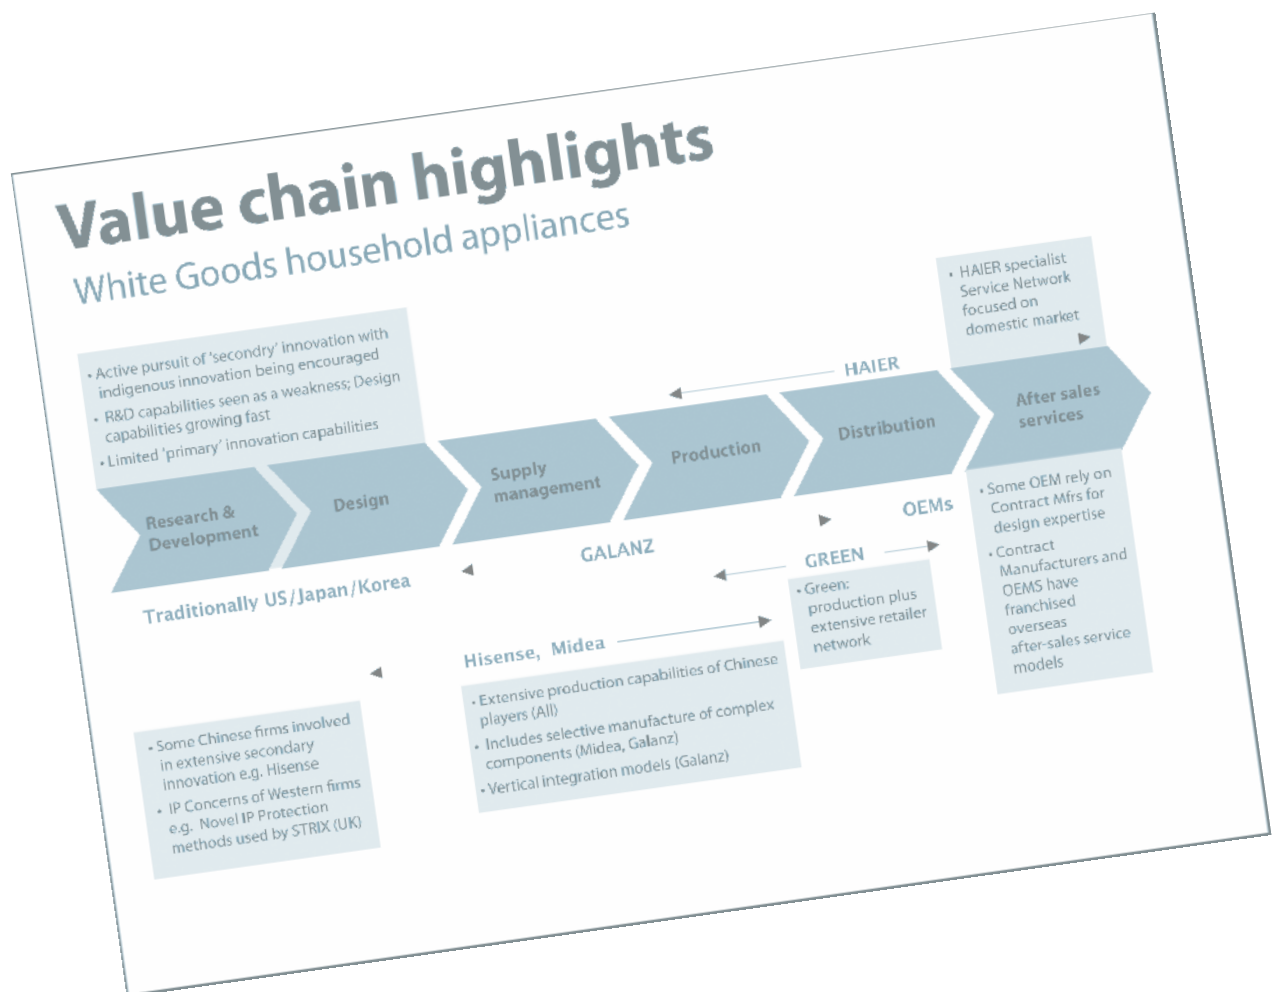 Value chain highlights
White Goods household appliances
• HAIER specialist
Service Network
focused on
domestic market
• Active pursuit of 'secondry' innovation with
indigenous innovation being encouraged
• R&D capabilities seen as a weakness; Design
capabilities growing fast
• Limited 'primary' innovation capabilities
HAIER
Research &
Development
Design
Supply
management
Production
Distribution
After sales
services
Traditionally US/Japan/Korea
GALANZ
OEMs
GREEN
• Green:
production plus
extensive retailer
network
• Some OEM rely on
Contract Mfrs for
design expertise
• Contract
Manufacturers and
OEMS have
franchised
overseas
after-sales service
models
Hisense, Midea
• Extensive production capabilities of Chinese
players (All)
• Includes selective manufacture of complex
components (Midea, Galanz)
• Vertical integration models (Galanz)
• Some Chinese firms involved
in extensive secondary
innovation e.g. Hisense
• IP Concerns of Western firms
e.g. Novel IP Protection
methods used by STRIX (UK)